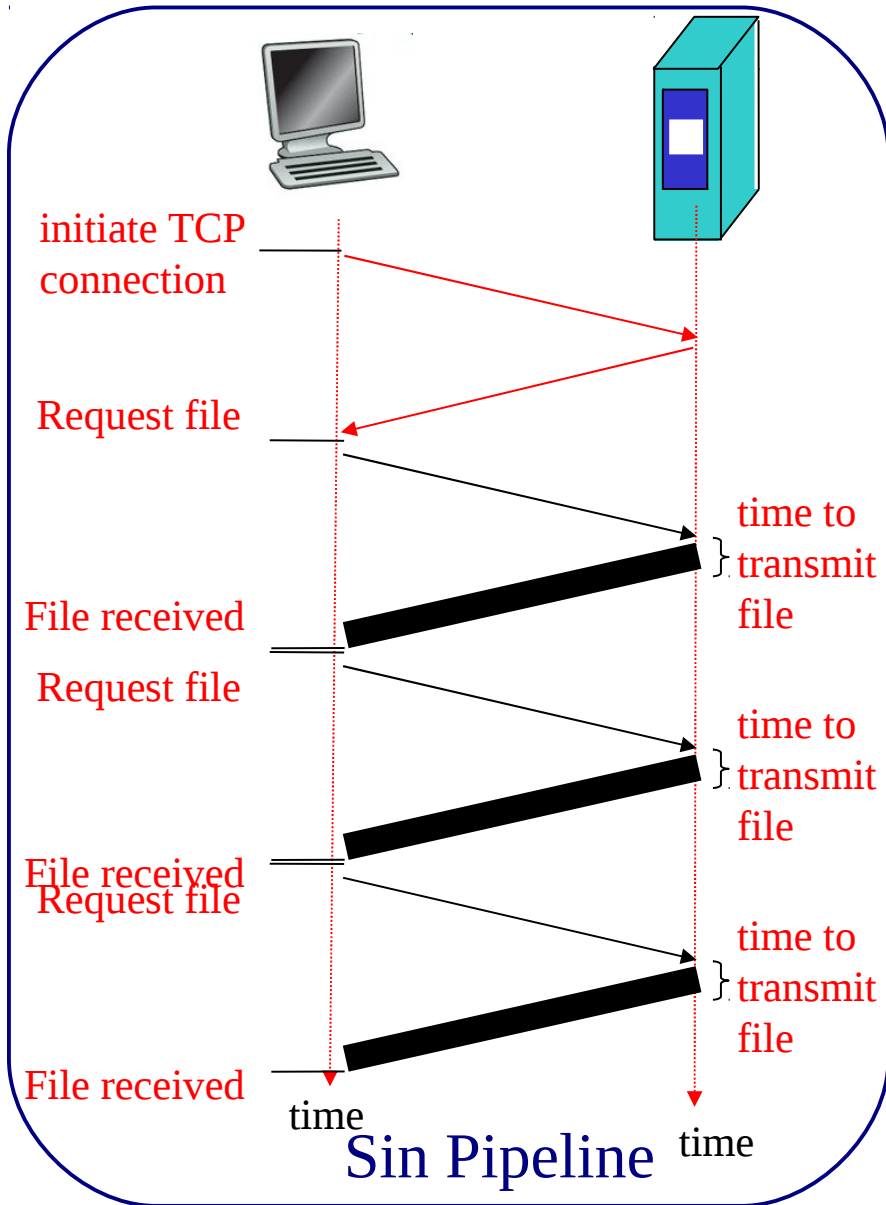 initiate TCP
connection
Request file
time to
transmit
file
File received
Request file
time to
transmit
file
File received
Request file
time to
transmit
file
File received
time
time
Sin Pipeline